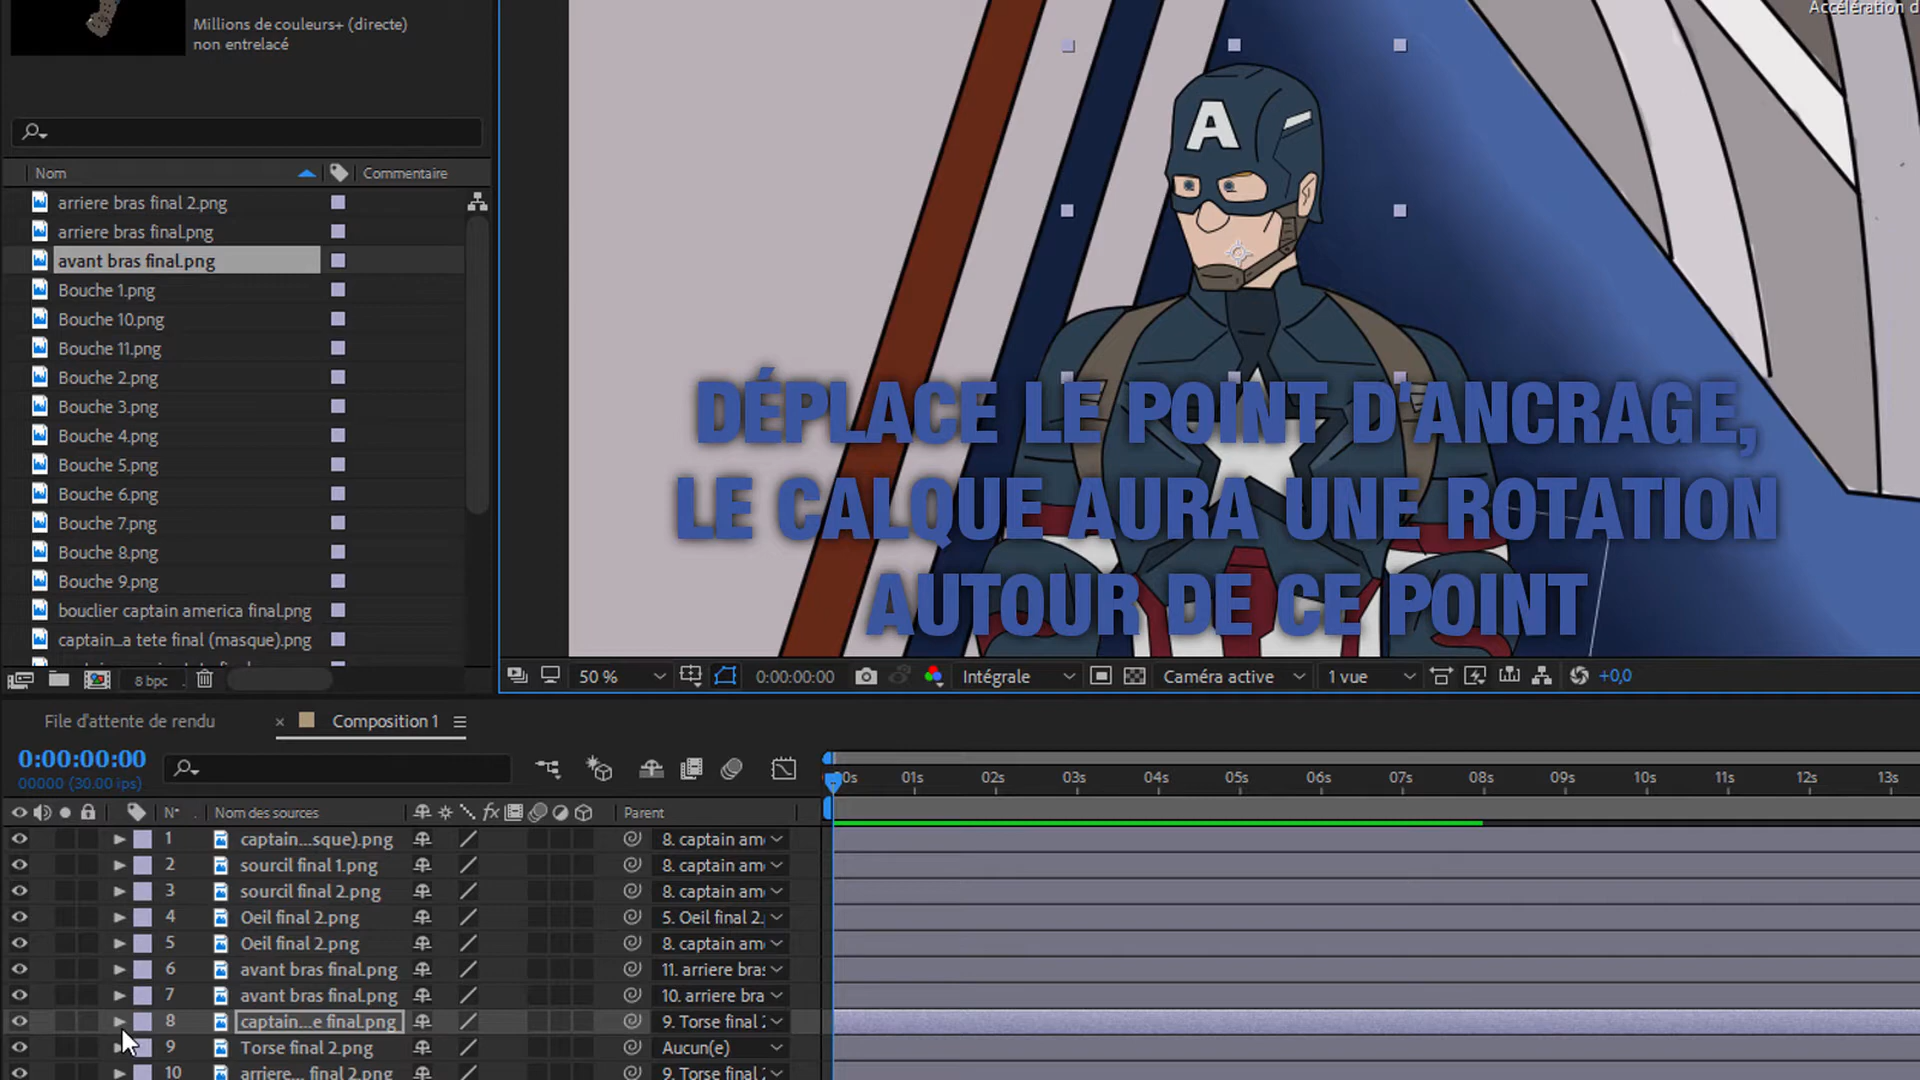 Accélération d
Millions de couleurs+ (directe)
non entrelacé
Nom
Commentaire
arriere bras final 2.png
arriere bras final.png
avant bras final.png
Bouche 1.png
Bouche 10.png
Bouche 11.png
Bouche 2.png
Bouche 3.png
Bouche 4.png
Bouche 5.png
Bouche 6.png
Bouche 7.png
Bouche 8.png
Bouche 9.png
bouclier captain america final.png
captain...a tete final (masque).png
8 bpc
A
DÉPLACE LE POINT D'ANCRAGE,
LE CALQUE AURA UNE ROTATION
AUTOUR DE CE POINT
50 %
0:00:00:00
Intégrale
Caméra active
1 vue
+0,0
File d'attente de rendu
× Composition 1
0:00:00:00
00000 (30.00 ips)
00s 01s 02s 03s 04s 05s 06s 07s 08s 09s 10s 11s 12s 13s
N° Nom des sources fx Parent
1 captain...sque).png 8. captain am
2 sourcil final 1.png 8. captain am
3 sourcil final 2.png 8. captain am
4 Oeil final 2.png 5. Oeil final 2.
5 Oeil final 2.png 8. captain am
6 avant bras final.png 11. arriere bras
7 avant bras final.png 10. arriere bra
8 captain...e final.png 9. Torse final 2
9 Torse final 2.png Aucun(e)
10 arriere... final 2.png 9. Torse final 2